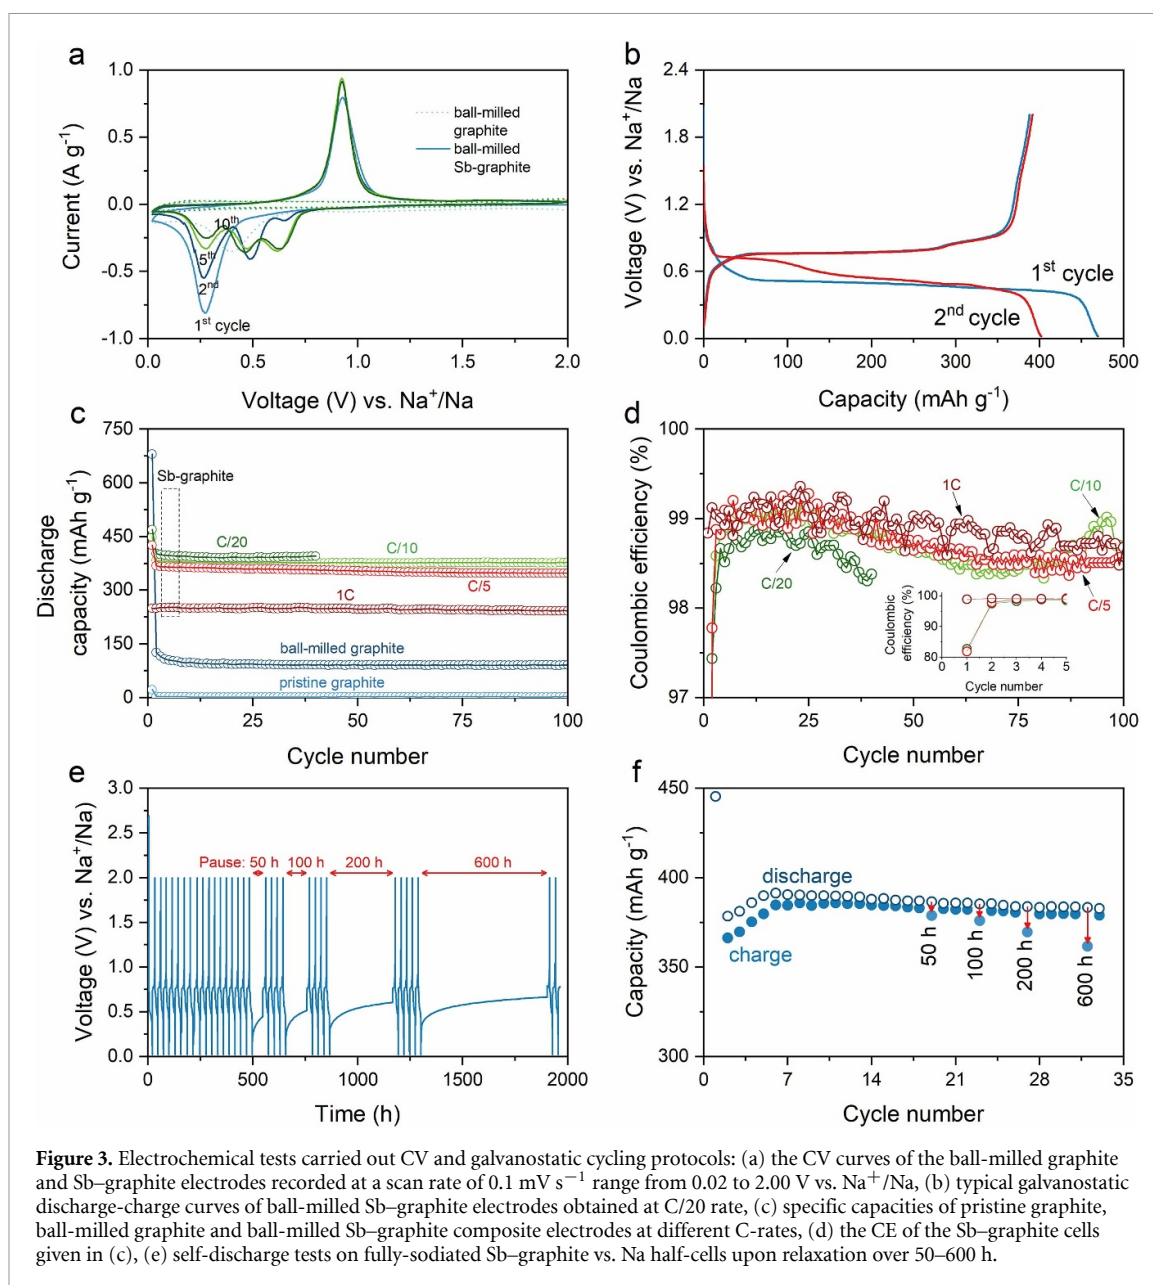 a
1.0
0.5
0.0
-0.5
-1.0
Current (A g⁻¹)
ball-milled
graphite
ball-milled
Sb-graphite
10th
5th
2nd
1st cycle
0.0
0.5
1.0
1.5
2.0
Voltage (V) vs. Na⁺/Na
b
2.4
1.8
1.2
0.6
0.0
Voltage (V) vs. Na⁺/Na
1st cycle
2nd cycle
0
100
200
300
400
500
Capacity (mAh g⁻¹)
c
750
600
450
300
150
0
Discharge
capacity (mAh g⁻¹)
Sb-graphite
C/20
C/10
C/5
1C
ball-milled graphite
pristine graphite
0
25
50
75
100
Cycle number
d
100
99
98
97
Coulombic efficiency (%)
1C
C/10
C/20
C/5
Coulombic
efficiency (%)
100
90
80
0
1
2
3
4
5
Cycle number
0
25
50
75
100
Cycle number
e
3.0
2.5
2.0
1.5
1.0
0.5
0.0
Voltage (V) vs. Na⁺/Na)
Pause: 50 h
100 h
200 h
600 h
0
500
1000
1500
2000
Time (h)
f
450
400
350
300
Capacity (mAh g⁻¹)
discharge
charge
50 h
100 h
200 h
600 h
0
7
14
21
28
35
Cycle number
Figure 3. Electrochemical tests carried out CV and galvanostatic cycling protocols: (a) the CV curves of the ball-milled graphite
and Sb–graphite electrodes recorded at a scan rate of 0.1 mV s⁻¹ range from 0.02 to 2.00 V vs. Na⁺/Na, (b) typical galvanostatic
discharge-charge curves of ball-milled Sb–graphite electrodes obtained at C/20 rate, (c) specific capacities of pristine graphite,
ball-milled graphite and ball-milled Sb–graphite composite electrodes at different C-rates, (d) the CE of the Sb–graphite cells
given in (c), (e) self-discharge tests on fully-sodiated Sb–graphite vs. Na half-cells upon relaxation over 50–600 h.